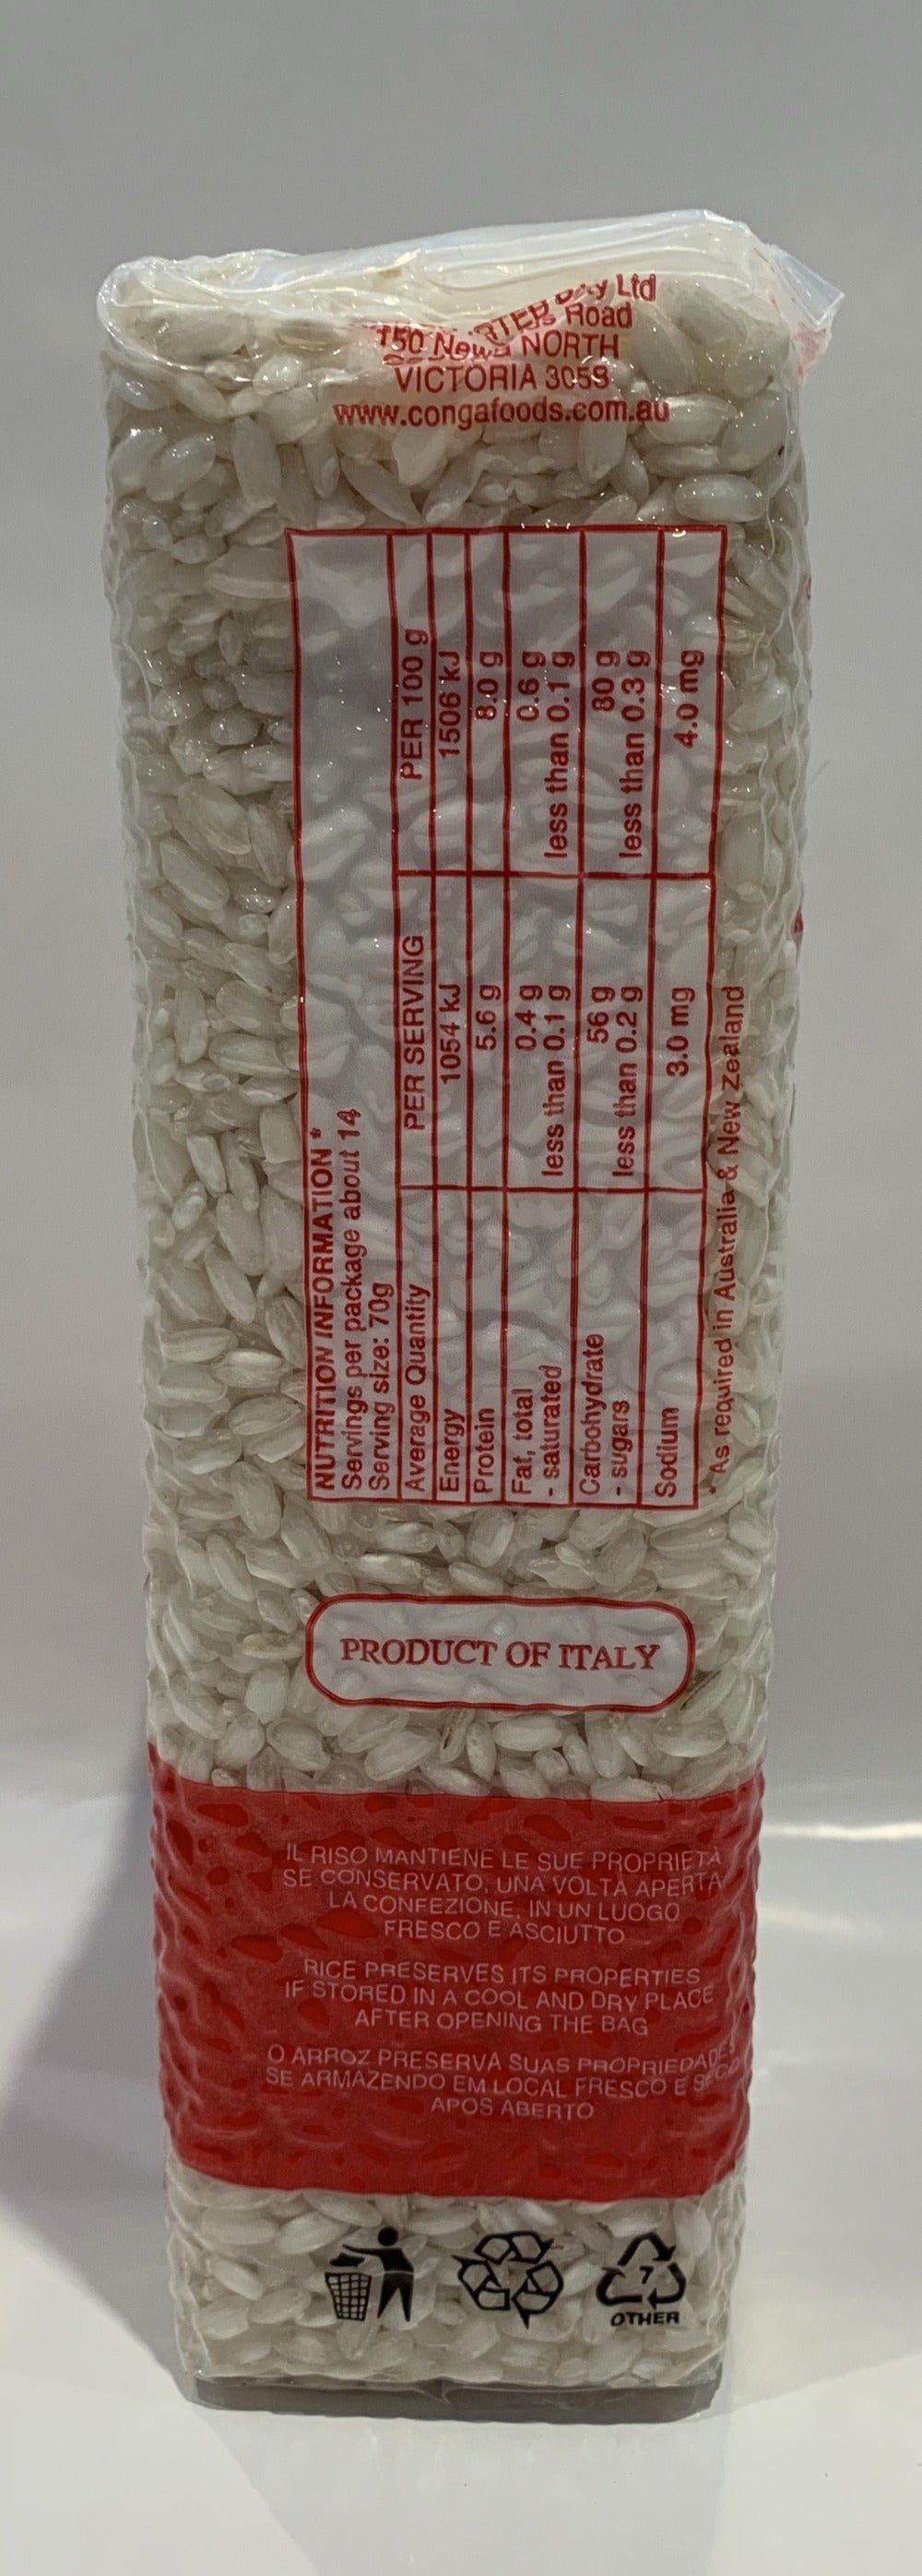 Ltd
Road
150 NORTH
VICTORIA 3058
www.congafoods.com.au
NUTRITION INFORMATION *
Servings per package about 14
Serving size: 70g
Average Quantity PER SERVING PER 100 g
Energy 1054 kJ 1506 kJ
Protein 5.6 g 8.0 g
Fat, total 0.4 g 0.6 g
- saturated less than 0.1 g less than 0.1 g
Carbohydrate 56 g 80 g
- sugars less than 0.2 g less than 0.3 g
Sodium 3.0 mg 4.0 mg
* As required in Australia & New Zealand
PRODUCT OF ITALY
IL RISO MANTIENE LE SUE PROPRIETÀ
SE CONSERVATO, UNA VOLTA APERTA
LA CONFEZIONE, IN UN LUOGO
FRESCO E ASCIUTTO
RICE PRESERVES ITS PROPERTIES
IF STORED IN A COOL AND DRY PLACE
AFTER OPENING THE BAG
O ARROZ PRESERVA SUAS PROPRIEDADES
SE ARMAZENDO EM LOCAL FRESCO E SECO
APOS ABERTO
7
OTHER